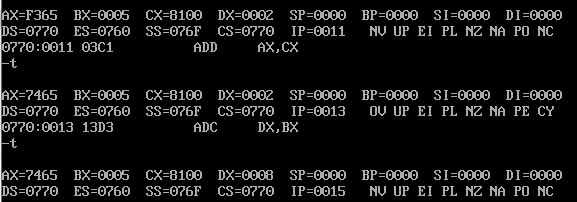 AX=F365  BX=0005  CX=8100  DX=0002  SP=0000  BP=0000  SI=0000  DI=0000
DS=0770  ES=0760  SS=076F  CS=0770  IP=0011   NV UP EI PL NZ NA PO NC
0770:0011 03C1          ADD     AX,CX
-t
AX=7465  BX=0005  CX=8100  DX=0002  SP=0000  BP=0000  SI=0000  DI=0000
DS=0770  ES=0760  SS=076F  CS=0770  IP=0013   OV UP EI PL NZ NA PE CY
0770:0013 13D3          ADC     DX,BX
-t
AX=7465  BX=0005  CX=8100  DX=0008  SP=0000  BP=0000  SI=0000  DI=0000
DS=0770  ES=0760  SS=076F  CS=0770  IP=0015   NV UP EI PL NZ NA PO NC